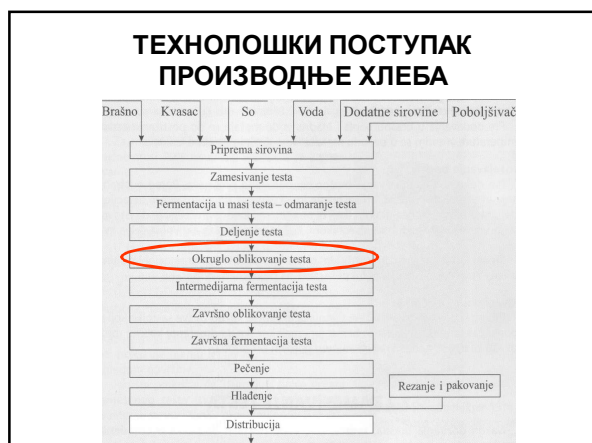 ТЕХНОЛОШКИ ПОСТУПАК
ПРОИЗВОДЊЕ ХЛЕБА
Brašno Kvasac So Voda Dodatne sirovine Poboljšivač
Priprema sirovina
Zamesivanje testa
Fermentacija u masi testa – odmaranje testa
Deljenje testa
Okruglo oblikovanje testa
Intermedijarna fermentacija testa
Završno oblikovanje testa
Završna fermentacija testa
Pečenje
Rezanje i pakovanje
Hlađenje
Distribucija